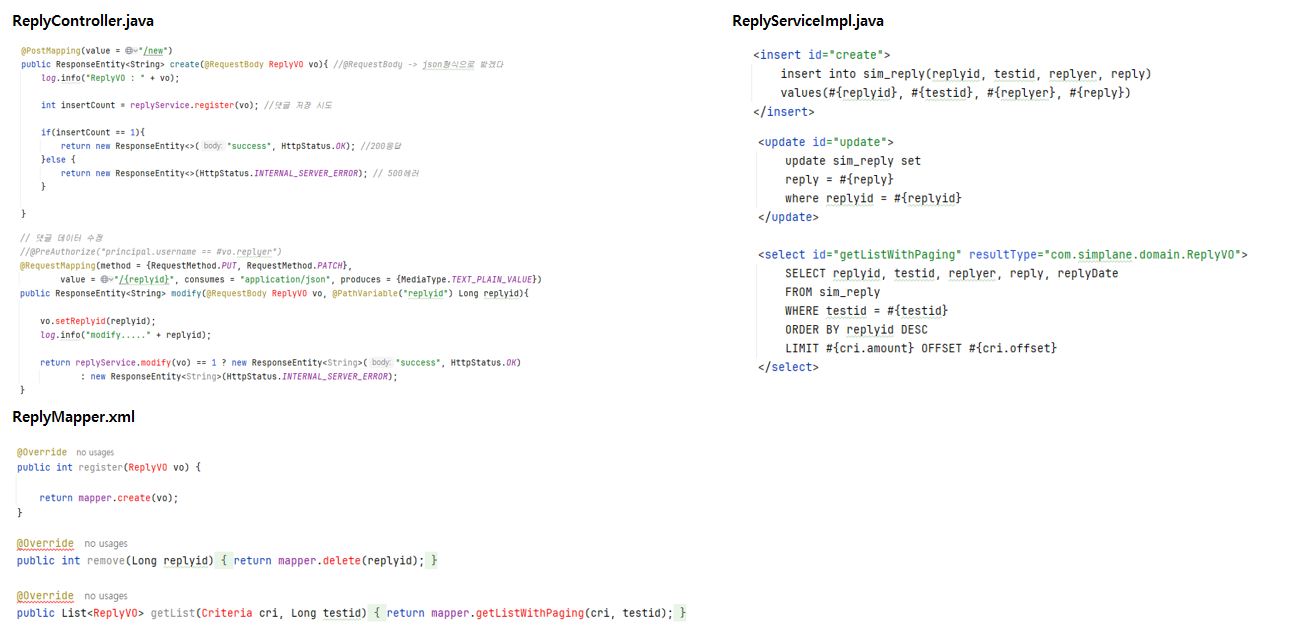 ReplyController.java
@PostMapping(value = "/new")
public ResponseEntity<String> create(@RequestBody ReplyVO vo){ //@RequestBody -> json형식으로 받겠다
log.info("ReplyVO : " + vo);
int insertCount = replyService.register(vo); //댓글 저장 시도
if(insertCount == 1){
return new ResponseEntity<>( body: "success", HttpStatus.OK); //200응답
}else {
return new ResponseEntity<>(HttpStatus.INTERNAL_SERVER_ERROR); // 500에러
}
}
// 댓글 데이터 수정
//@PreAuthorize("principal.username == #vo.replyer")
@RequestMapping(method = {RequestMethod.PUT, RequestMethod.PATCH},
value = "/{replyid}", consumes = "application/json", produces = {MediaType.TEXT_PLAIN_VALUE})
public ResponseEntity<String> modify(@RequestBody ReplyVO vo, @PathVariable("replyid") Long replyid){
vo.setReplyid(replyid);
log.info("modify....." + replyid);
return replyService.modify(vo) == 1 ? new ResponseEntity<String>( body: "success", HttpStatus.OK)
: new ResponseEntity<String>(HttpStatus.INTERNAL_SERVER_ERROR);
}
ReplyMapper.xml
@Override no usages
public int register(ReplyVO vo) {
return mapper.create(vo);
}
@Override no usages
public int remove(Long replyid) { return mapper.delete(replyid); }
@Override no usages
public List<ReplyVO> getList(Criteria cri, Long testid) { return mapper.getListWithPaging(cri, testid); }
ReplyServiceImpl.java
<insert id="create">
insert into sim_reply(replyid, testid, replyer, reply)
values(#{replyid}, #{testid}, #{replyer}, #{reply})
</insert>
<update id="update">
update sim_reply set
reply = #{reply}
where replyid = #{replyid}
</update>
<select id="getListWithPaging" resultType="com.simplane.domain.ReplyVO">
SELECT replyid, testid, replyer, reply, replyDate
FROM sim_reply
WHERE testid = #{testid}
ORDER BY replyid DESC
LIMIT #{cri.amount} OFFSET #{cri.offset}
</select>